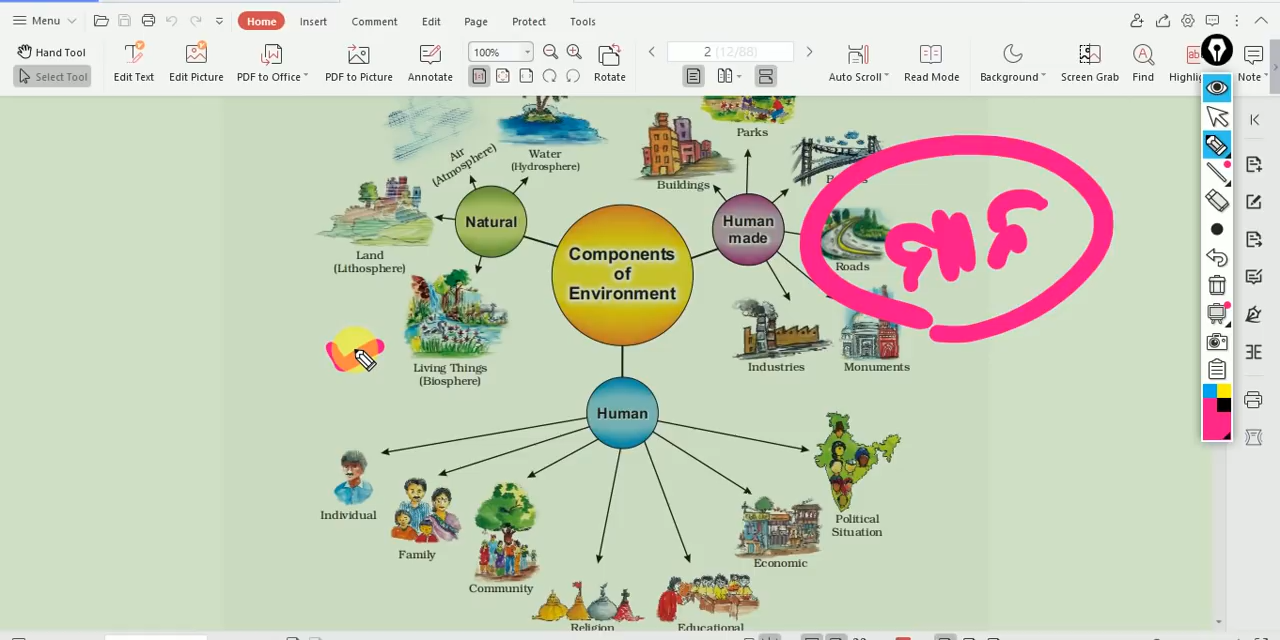 Menu
Home
Insert
Comment
Edit
Page
Protect
Tools
Hand Tool
Select Tool
Edit Text
Edit Picture
PDF to Office
PDF to Picture
Annotate
100%
Rotate
2 (12/88)
Auto Scroll
Read Mode
Background
Screen Grab
Find
Note
Air
(Atmosphere)
Water
(Hydrosphere)
Natural
Land
(Lithosphere)
Living Things
(Biosphere)
Components
of
Environment
Parks
Buildings
Human
made
Roads
Industries
Monuments
Human
Individual
Family
Community
Religion
Educational
Economic
Political
Situation